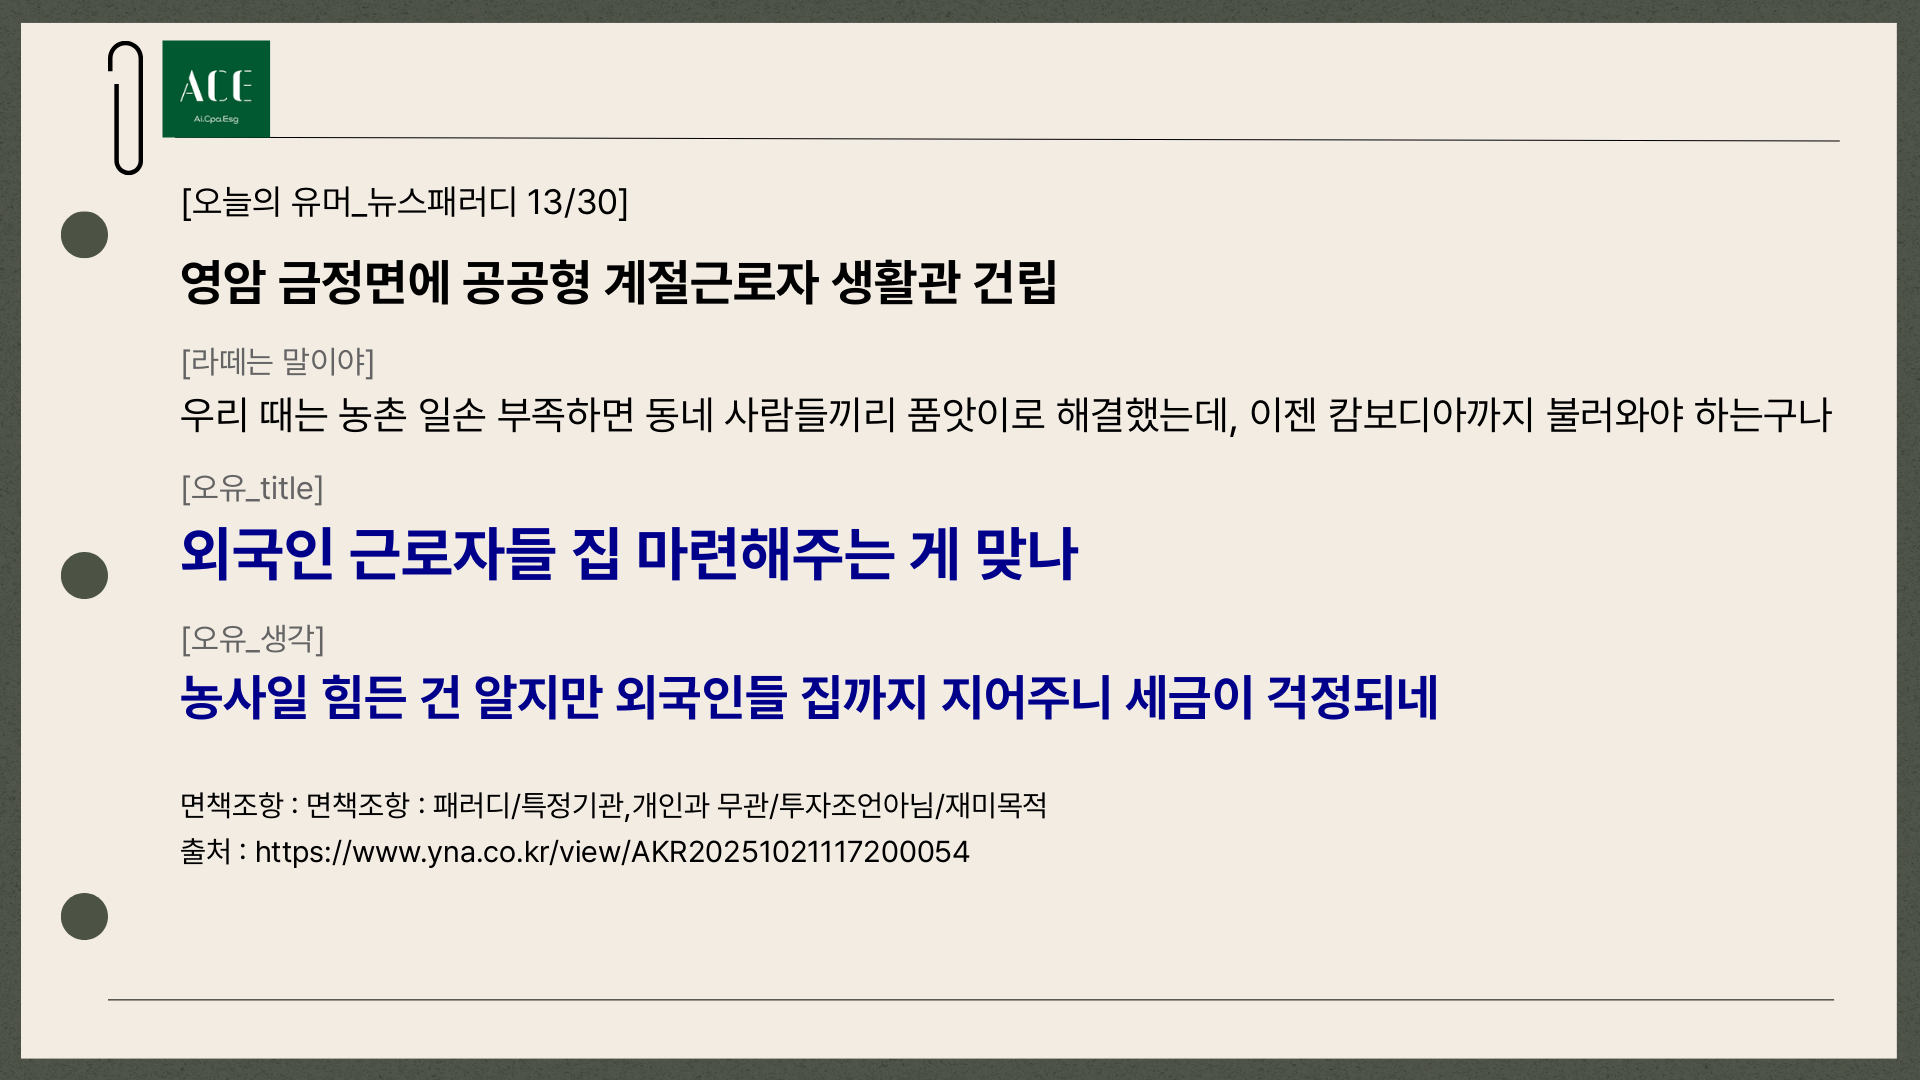 ACE
Ai.Cpa.Esg
[오늘의 유머_뉴스패러디 13/30]
영암 금정면에 공공형 계절근로자 생활관 건립
[라떼는 말이야]
우리 때는 농촌 일손 부족하면 동네 사람들끼리 품앗이로 해결했는데, 이젠 캄보디아까지 불러와야 하는구나
[오유_title]
외국인 근로자들 집 마련해주는 게 맞나
[오유_생각]
농사일 힘든 건 알지만 외국인들 집까지 지어주니 세금이 걱정되네
면책조항 : 면책조항 : 패러디/특정기관,개인과 무관/투자조언아님/재미목적
출처 : https://www.yna.co.kr/view/AKR20251021117200054